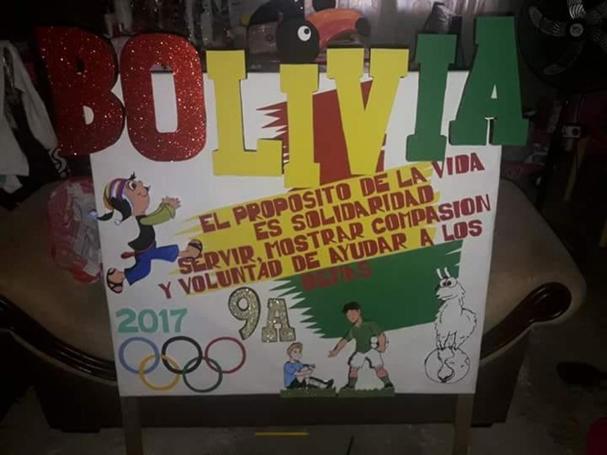 BOLIVIA
EL PROPOSITO DE LA VIDA
ES SOLIDARIDAD
SERVIR, MOSTRAR COMPASION
Y VOLUNTAD DE AYUDAR A LOS
DEMAS
9A
2017